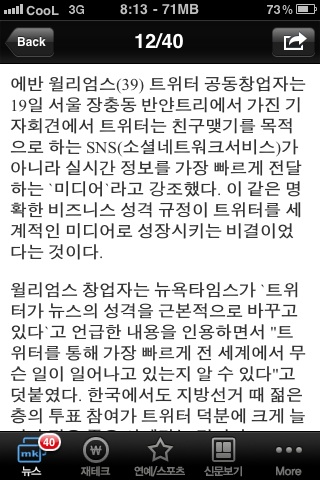 CooL 3G 8:13 - 71MB 73%
Back 12/40
에반 윌리엄스(39) 트위터 공동창업자는
19일 서울 장충동 반얀트리에서 가진 기
자회견에서 트위터는 친구맺기를 목적
으로 하는 SNS(소셜네트워크서비스)가
아니라 실시간 정보를 가장 빠르게 전달
하는 `미디어`라고 강조했다. 이 같은 명
확한 비즈니스 성격 규정이 트위터를 세
계적인 미디어로 성장시키는 비결이었
다는 것이다.
윌리엄스 창업자는 뉴욕타임스가 `트위
터가 뉴스의 성격을 근본적으로 바꾸고
있다`고 언급한 내용을 인용하면서 "트
위터를 통해 가장 빠르게 전 세계에서 무
슨 일이 일어나고 있는지 알 수 있다"고
덧붙였다. 한국에서도 지방선거 때 젊은
층의 투표 참여가 트위터 덕분에 크게 늘
mk 40
뉴스 재테크 연예/스포츠 신문보기 More